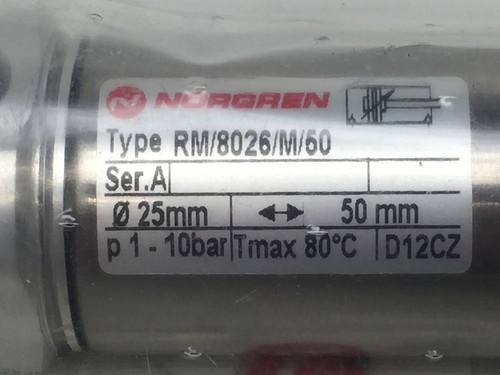 NORGREN
Type RM/8026/M/50
Ser.A
Ø 25mm 50 mm
p 1 - 10bar Tmax 80°C D12CZ